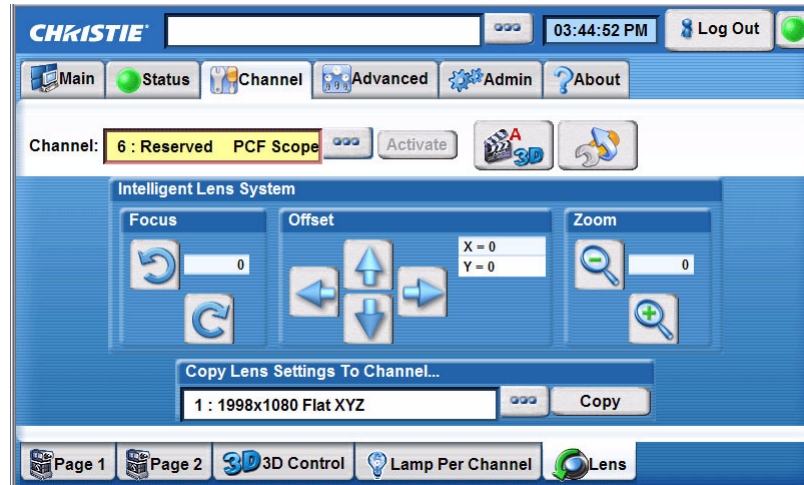 CHRISTIE 03:44:52 PM Log Out
Main Status Channel Advanced Admin About
Channel: 6 : Reserved PCF Scope Activate A 3D
Intelligent Lens System
Focus Offset Zoom
X = 0
0 Y = 0 0
Copy Lens Settings To Channel...
1 : 1998x1080 Flat XYZ Copy
Page 1 Page 2 3D 3D Control Lamp Per Channel Lens